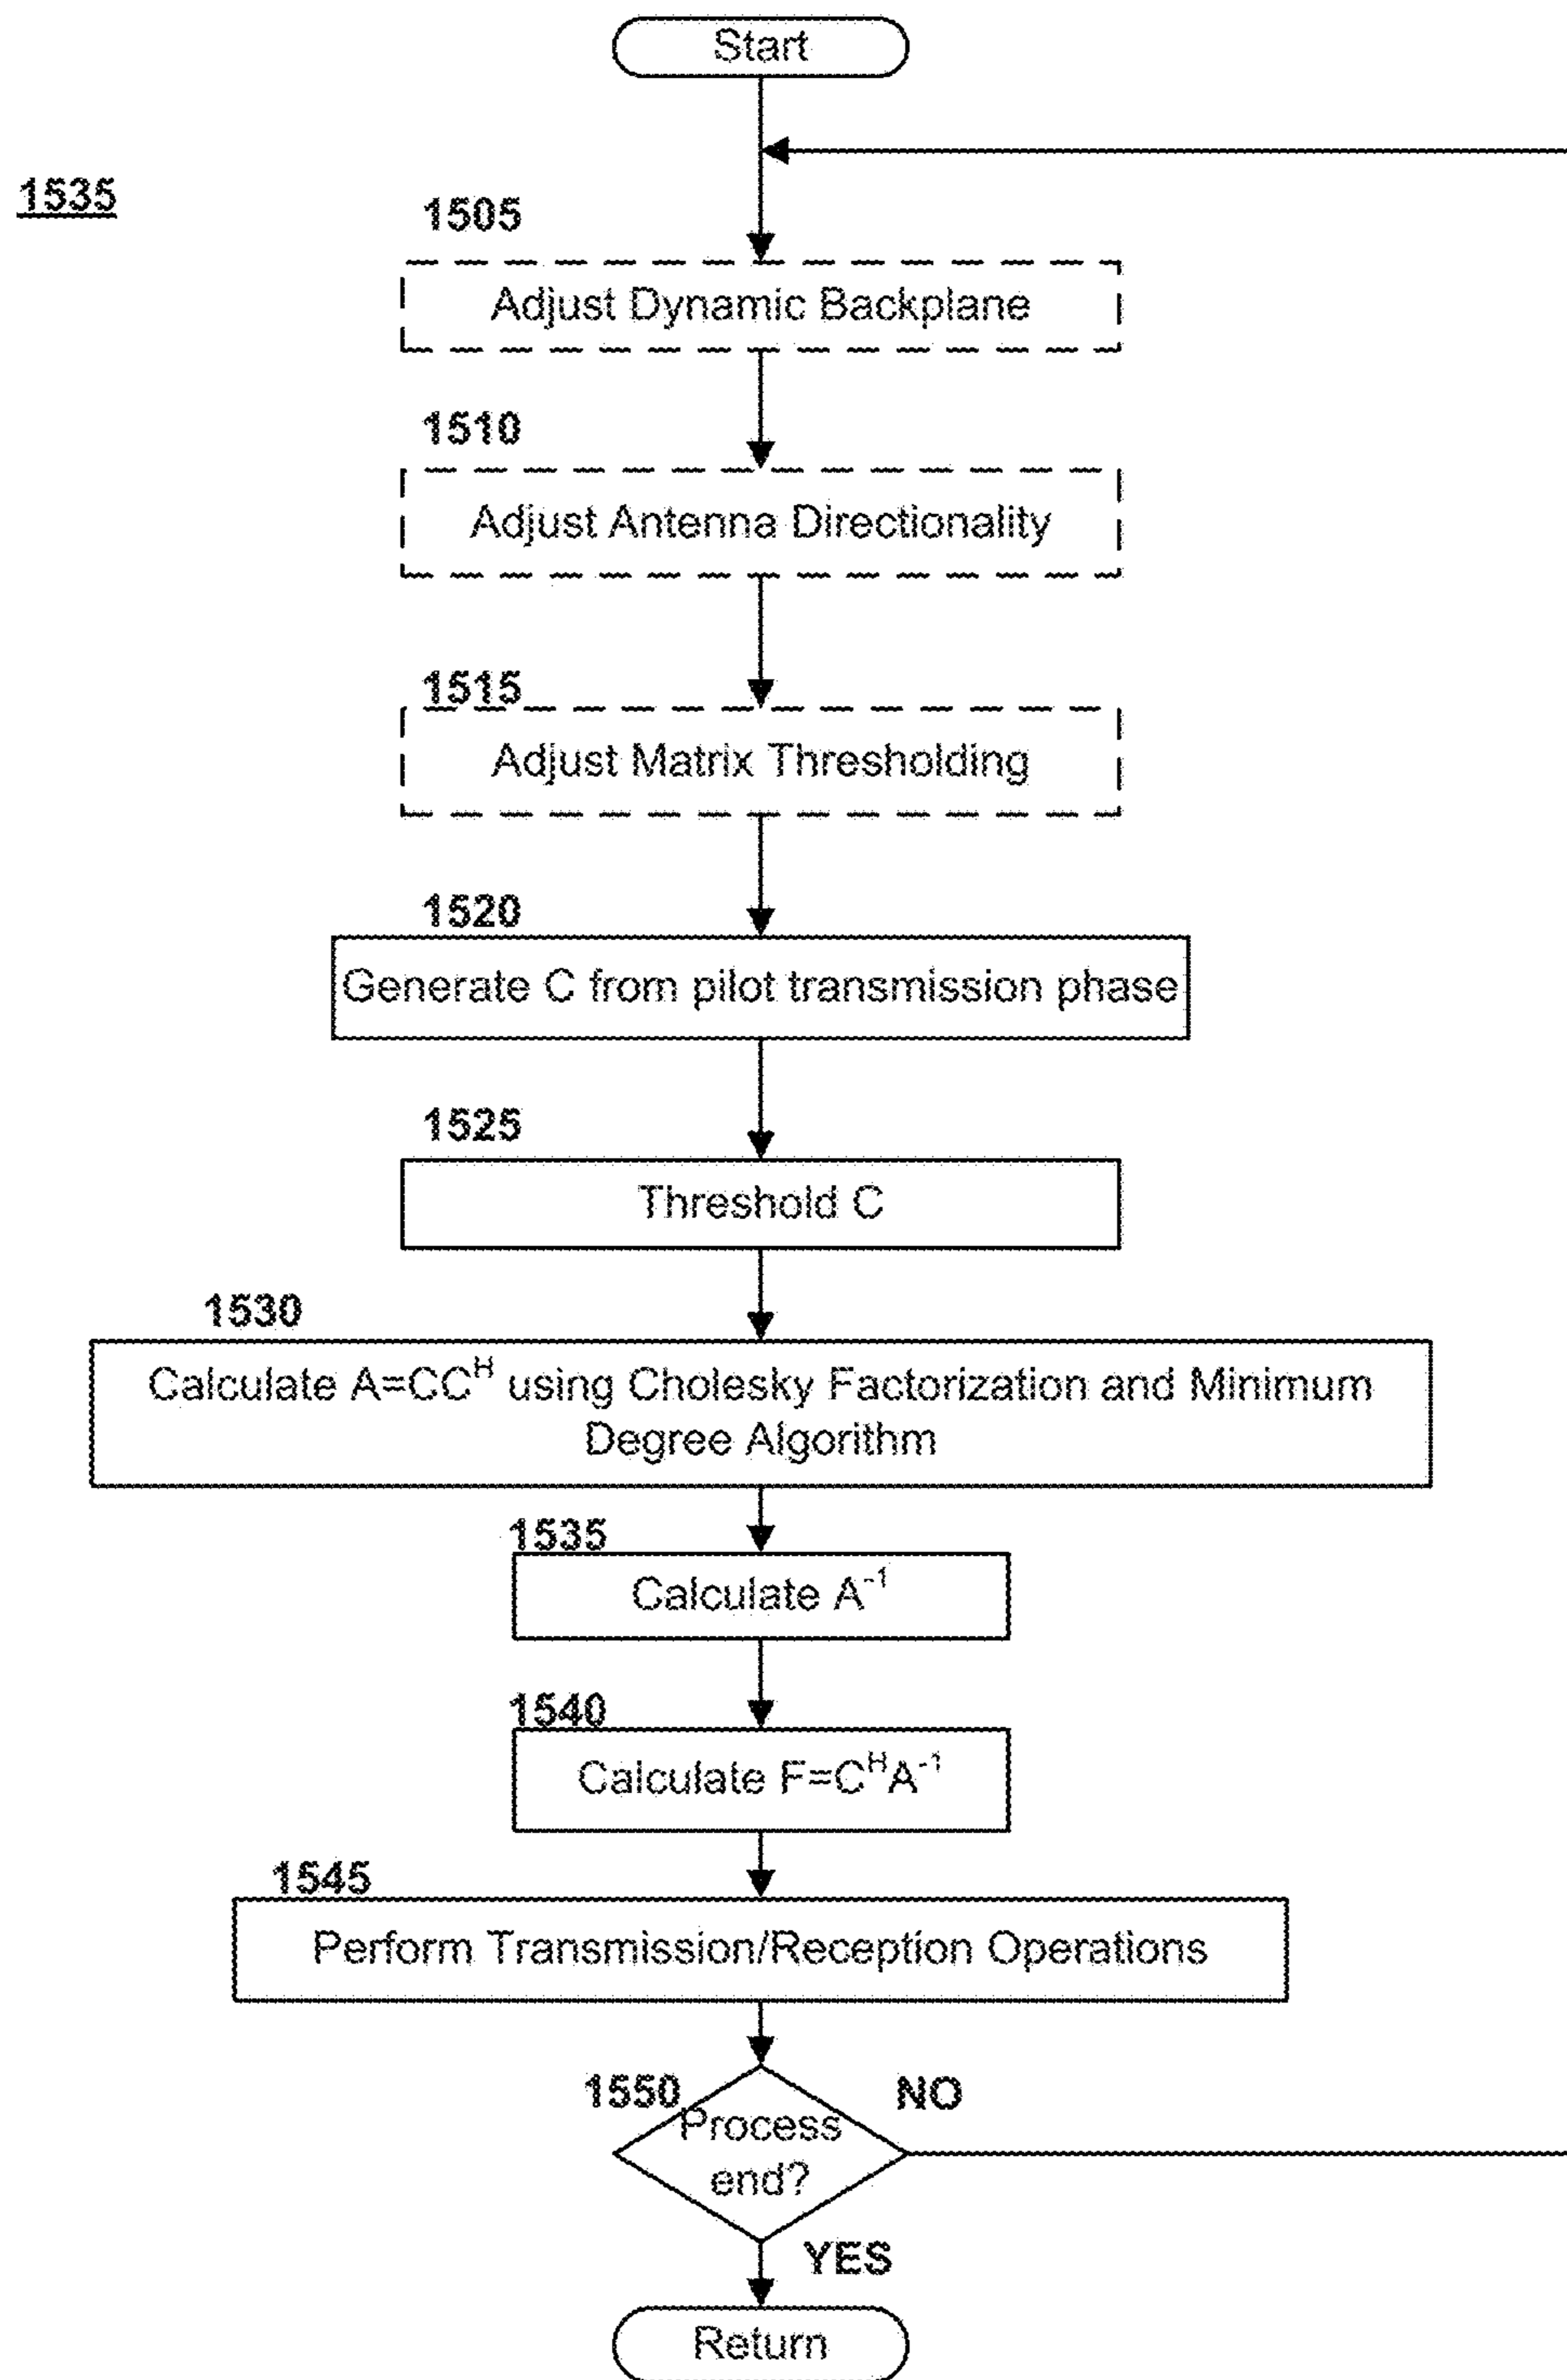 Start
1535
1505
Adjust Dynamic Backplane
1510
Adjust Antenna Directionality
1515
Adjust Matrix Thresholding
1520
Generate C from pilot transmission phase
1525
Threshold C
1530
Calculate A=CCᴴ using Cholesky Factorization and Minimum
Degree Algorithm
1535
Calculate A⁻¹
1540
Calculate F=CᴴA⁻¹
1545
Perform Transmission/Reception Operations
1550
NO
Process
end?
YES
Return